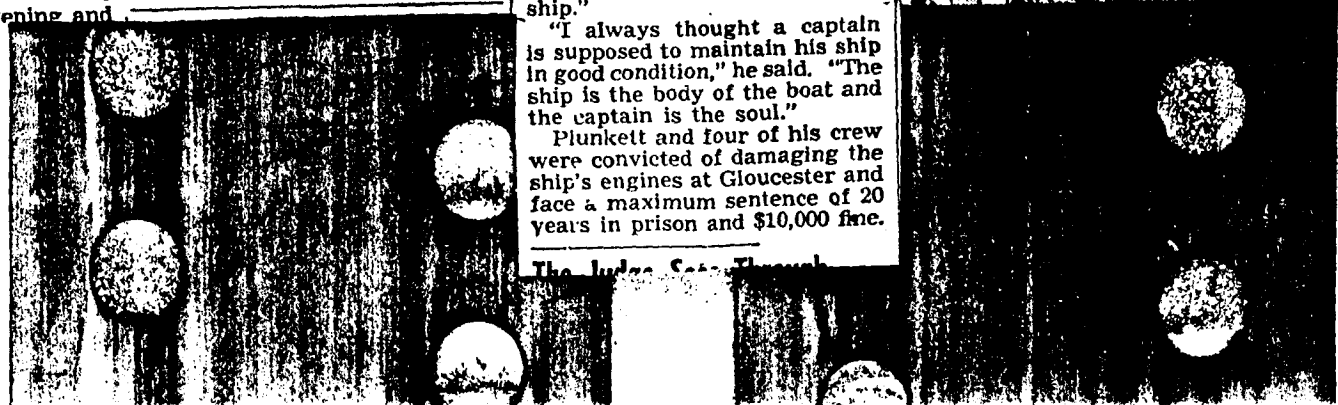 ening and
ship."
"I always thought a captain
is supposed to maintain his ship
in good condition," he said. "The
ship is the body of the boat and
the captain is the soul."
Plunkett and four of his crew
were convicted of damaging the
ship's engines at Gloucester and
face a maximum sentence of 20
years in prison and $10,000 fine.
The Judge